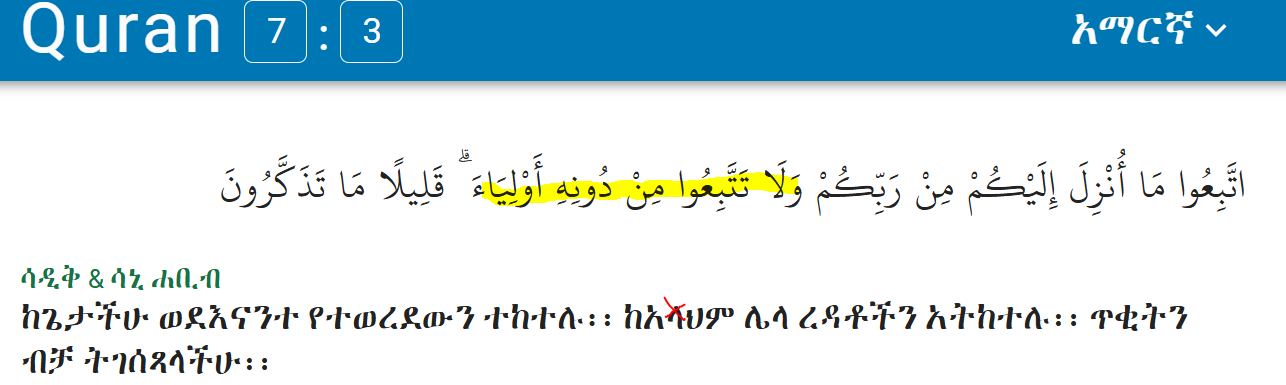 Quran 7 : 3 አማርኛ
اتَّبِعُوا مَا أُنْزِلَ إِلَيْكُمْ مِنْ رَبِّكُمْ وَلَا تَتَّبِعُوا مِنْ دُونِهِ أَوْلِيَاءَ ۗ قَلِيلًا مَا تَذَكَّرُونَ
ሳዲቅ & ሳኒ ሐቢብ
ከጌታችሁ ወደእናንተ የተወረደውን ተከተሉ፡፡ ከአላህም ሌላ ረዳቶችን አትከተሉ፡፡ ጥቂትን
ብቻ ትገሰጻላችሁ፡፡